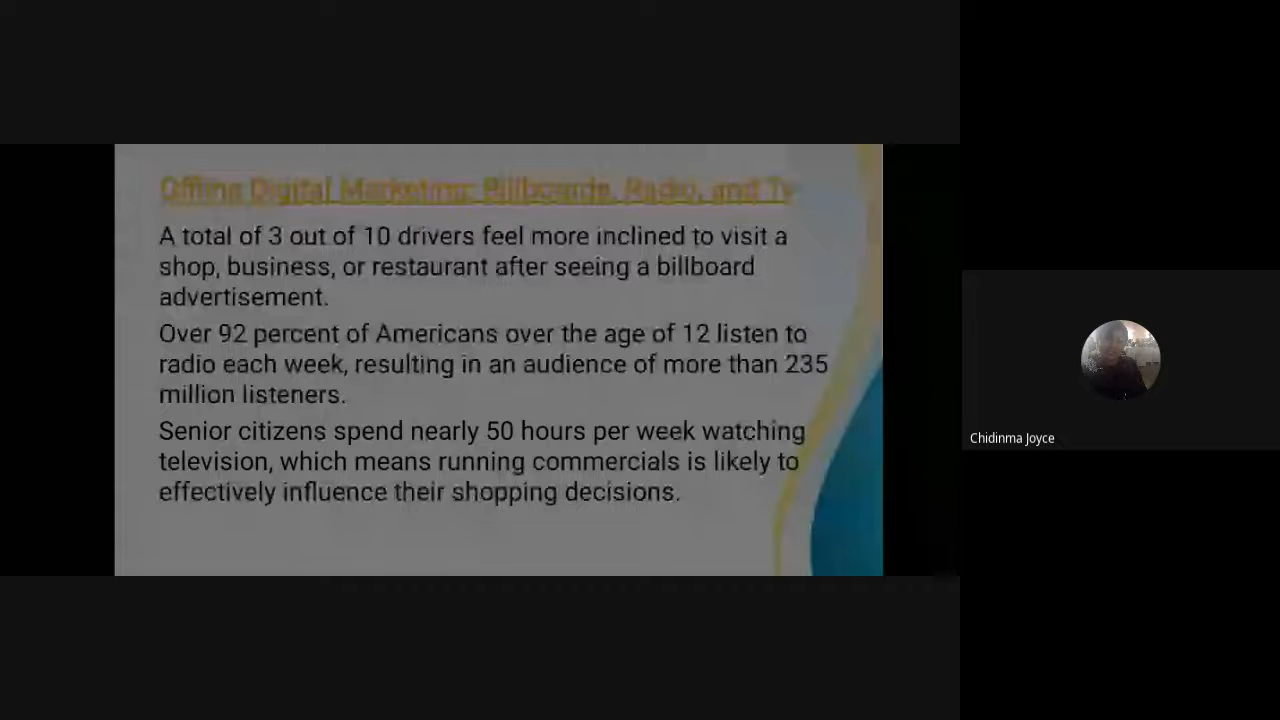 Offline Digital Marketing: Billboards, Radio, and Tv
A total of 3 out of 10 drivers feel more inclined to visit a
shop, business, or restaurant after seeing a billboard
advertisement.
Over 92 percent of Americans over the age of 12 listen to
radio each week, resulting in an audience of more than 235
million listeners.
Senior citizens spend nearly 50 hours per week watching
television, which means running commercials is likely to
effectively influence their shopping decisions.
Chidinma Joyce